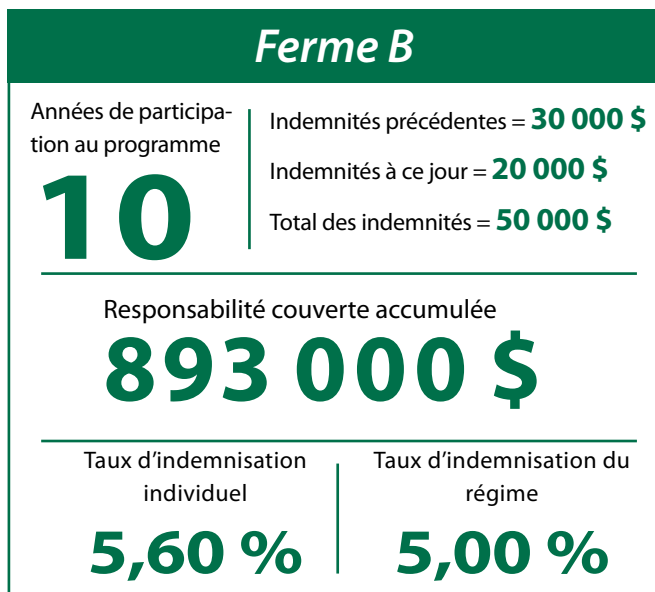 Ferme B
Années de participa-
tion au programme
10
Indemnités précédentes = 30 000 $
Indemnités à ce jour = 20 000 $
Total des indemnités = 50 000 $
Responsabilité couverte accumulée
893 000 $
Taux d’indemnisation
individuel
5,60 %
Taux d’indemnisation du
régime
5,00 %